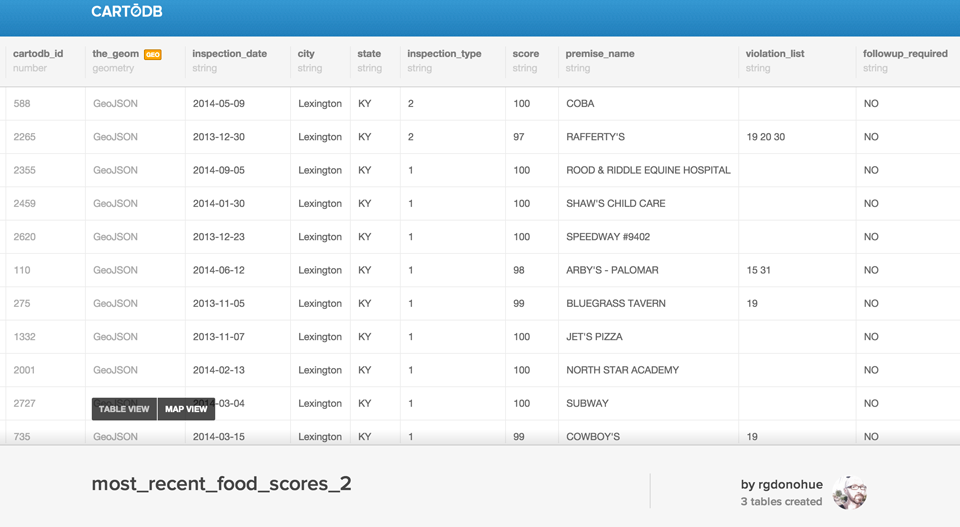 CARTODB
cartodb_id the_geom GEO inspection_date city state inspection_type score premise_name violation_list followup_required
number geometry string string string string string string string string
588 GeoJSON 2014-05-09 Lexington KY 2 100 COBA NO
2265 GeoJSON 2013-12-30 Lexington KY 2 97 RAFFERTY'S 19 20 30 NO
2355 GeoJSON 2014-09-05 Lexington KY 1 100 ROOD & RIDDLE EQUINE HOSPITAL NO
2459 GeoJSON 2014-01-30 Lexington KY 1 100 SHAW'S CHILD CARE NO
2620 GeoJSON 2013-12-23 Lexington KY 1 100 SPEEDWAY #9402 NO
110 GeoJSON 2014-06-12 Lexington KY 1 98 ARBY'S - PALOMAR 15 31 NO
275 GeoJSON 2013-11-05 Lexington KY 1 99 BLUEGRASS TAVERN 19 NO
1332 GeoJSON 2013-11-07 Lexington KY 1 100 JET'S PIZZA NO
2001 GeoJSON 2014-02-13 Lexington KY 1 100 NORTH STAR ACADEMY NO
2727 GeoJSON 2014-03-04 Lexington KY 1 100 SUBWAY NO
TABLE VIEW MAP VIEW
735 GeoJSON 2014-03-15 Lexington KY 1 99 COWBOY'S 19 NO
most_recent_food_scores_2
by rgdonohue
3 tables created